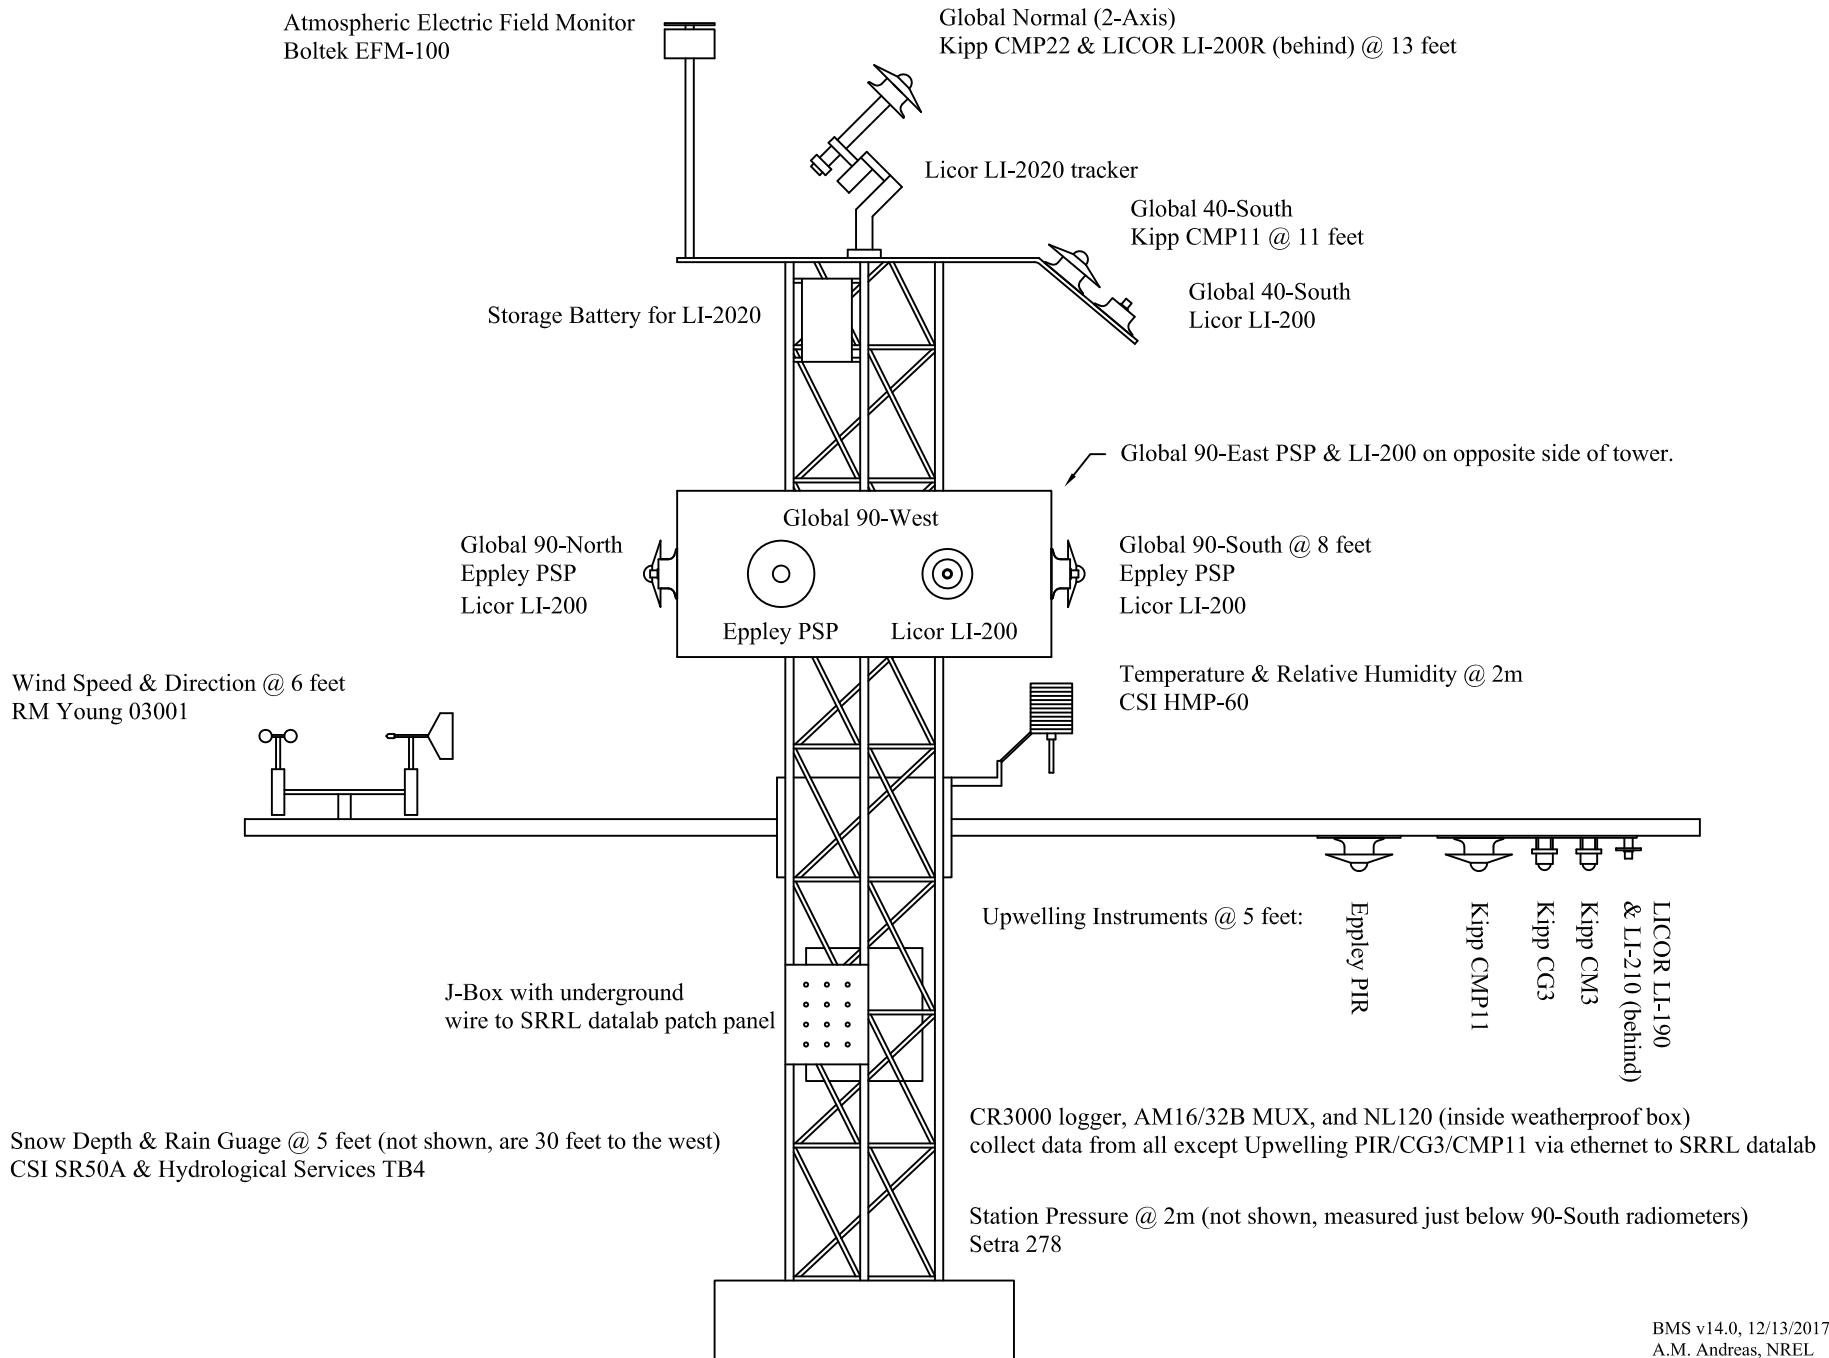 Atmospheric Electric Field Monitor
Boltek EFM-100
Global Normal (2-Axis)
Kipp CMP22 & LICOR LI-200R (behind) @ 13 feet
Licor LI-2020 tracker
Global 40-South
Kipp CMP11 @ 11 feet
Global 40-South
Licor LI-200
Storage Battery for LI-2020
Global 90-East PSP & LI-200 on opposite side of tower.
Global 90-West
Eppley PSP
Licor LI-200
Global 90-North
Eppley PSP
Licor LI-200
Global 90-South @ 8 feet
Eppley PSP
Licor LI-200
Wind Speed & Direction @ 6 feet
RM Young 03001
Temperature & Relative Humidity @ 2m
CSI HMP-60
Upwelling Instruments @ 5 feet:
Eppley PIR
Kipp CMP11
Kipp CG3
Kipp CM3
LICOR LI-190
& LI-210 (behind)
J-Box with underground
wire to SRRL datalab patch panel
Snow Depth & Rain Guage @ 5 feet (not shown, are 30 feet to the west)
CSI SR50A & Hydrological Services TB4
CR3000 logger, AM16/32B MUX, and NL120 (inside weatherproof box)
collect data from all except Upwelling PIR/CG3/CMP11 via ethernet to SRRL datalab
Station Pressure @ 2m (not shown, measured just below 90-South radiometers)
Setra 278
BMS v14.0, 12/13/2017
A.M. Andreas, NREL